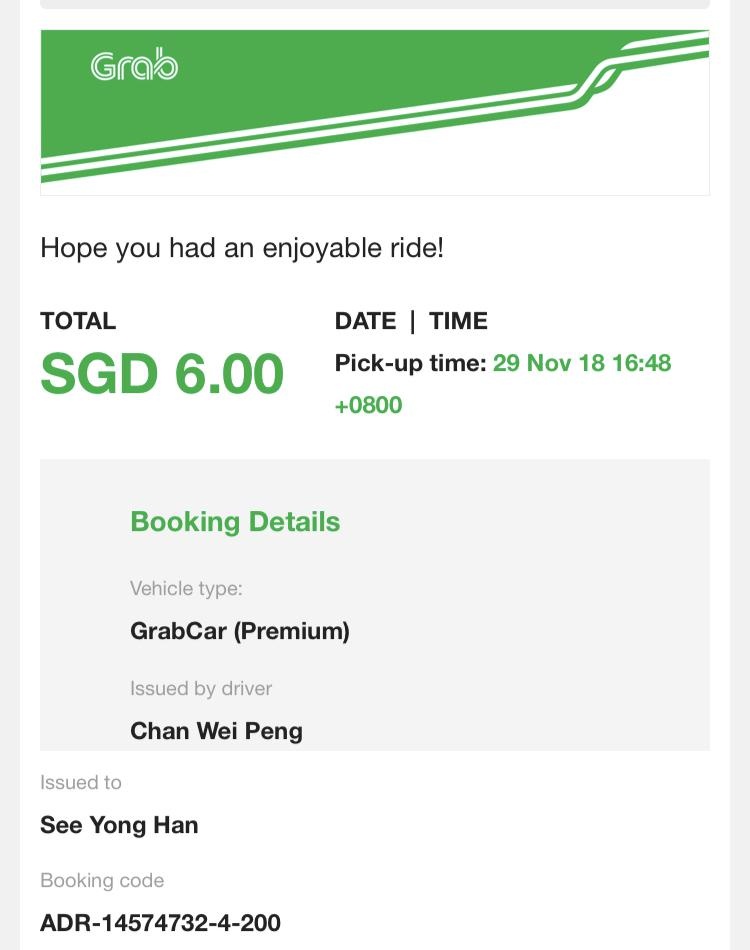 Grab
Hope you had an enjoyable ride!
TOTAL
SGD 6.00
DATE | TIME
Pick-up time: 29 Nov 18 16:48
+0800
Booking Details
Vehicle type:
GrabCar (Premium)
Issued by driver
Chan Wei Peng
Issued to
See Yong Han
Booking code
ADR-14574732-4-200